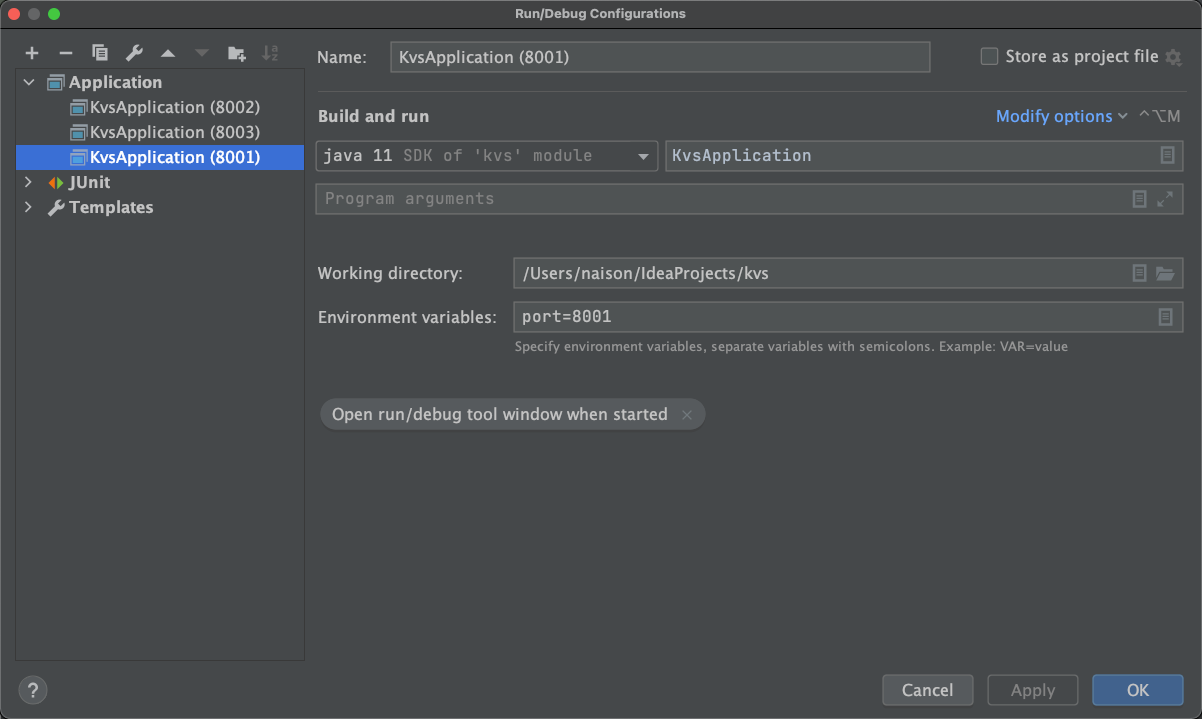 Run/Debug Configurations
Name: KvsApplication (8001) Store as project file
Application
KvsApplication (8002)
KvsApplication (8003)
KvsApplication (8001)
JUnit
Templates
Build and run Modify options ^⌥M
java 11 SDK of 'kvs' module KvsApplication
Program arguments
Working directory: /Users/naison/IdeaProjects/kvs
Environment variables: port=8001
Specify environment variables, separate variables with semicolons. Example: VAR=value
Open run/debug tool window when started ×
? Cancel Apply OK